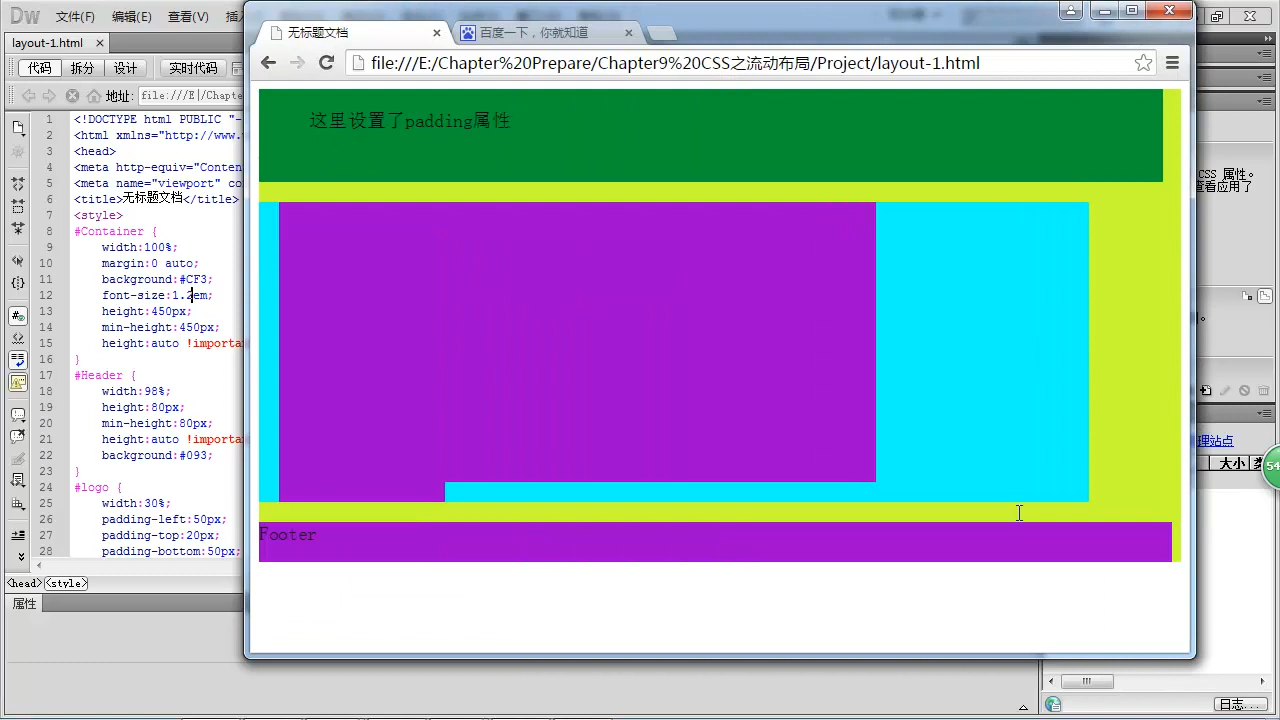 Dw 文件(F) 编辑(E) 查看(V)
无标题文档
百度一下，你就知道
layout-1.html
代码 拆分 设计 实时代码
file:///E:/Chapter%20Prepare/Chapter9%20CSS之流动布局/Project/layout-1.html
地址: file:///E|/Chapte
1 <!DOCTYPE html PUBLIC "-
2 <html xmlns="http://www.
3 <head>
4 <meta http-equiv="Conten
5 <meta name="viewport" co
6 <title>无标题文档</title>
7 <style>
8 #Container {
9 width:100%;
10 margin:0 auto;
11 background:#CF3;
12 font-size:1.2em;
13 height:450px;
14 min-height:450px;
15 height:auto !importa
16 }
17 #Header {
18 width:98%;
19 height:80px;
20 min-height:80px;
21 height:auto !importa
22 background:#093;
23 }
24 #logo {
25 width:30%;
26 padding-left:50px;
27 padding-top:20px;
28 padding-bottom:50px;
这里设置了padding属性
Footer
CSS 属性。
查看应用了
理站点
大小
54
<head> <style>
属性
日志...